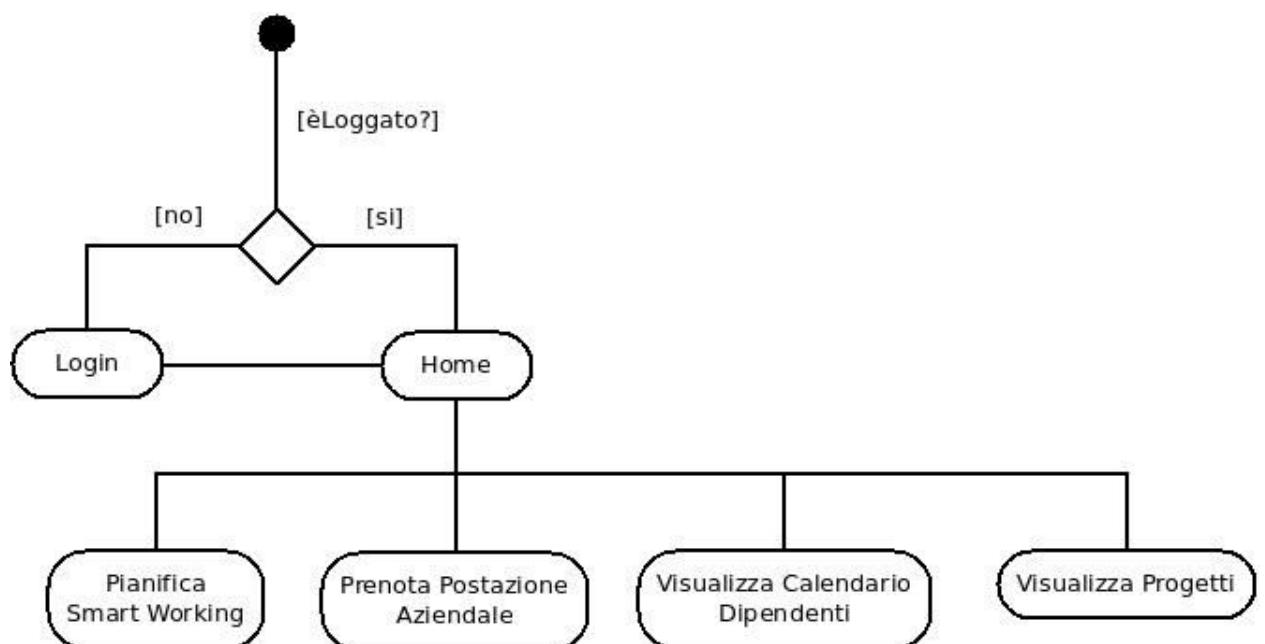 [èLoggato?]
[no]
[si]
Login
Home
Pianifica
Smart Working
Prenota Postazione
Aziendale
Visualizza Calendario
Dipendenti
Visualizza Progetti